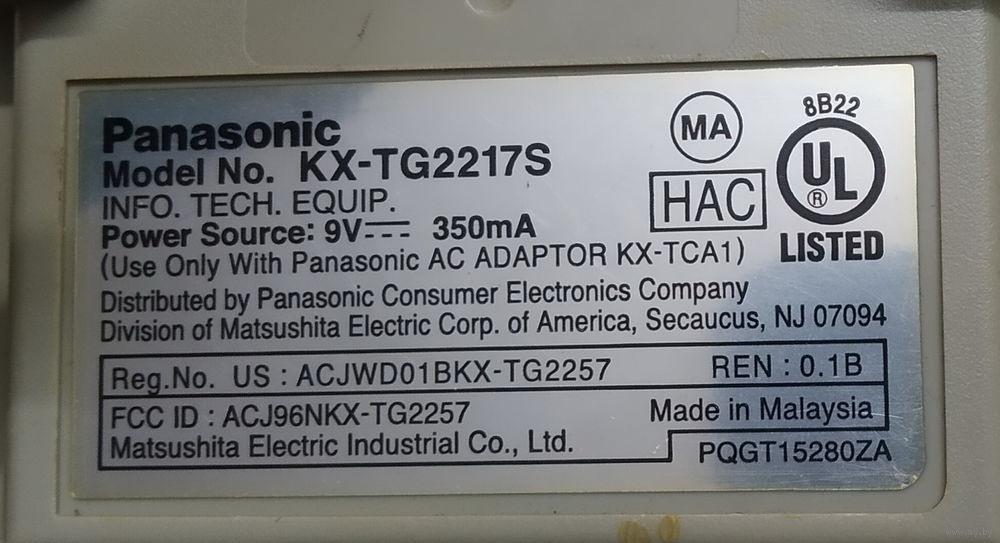 Panasonic
Model No. KX-TG2217S
INFO. TECH. EQUIP.
Power Source: 9V⎓ 350mA
(Use Only With Panasonic AC ADAPTOR KX-TCA1)
MA
HAC
8B22
UL
®
LISTED
Distributed by Panasonic Consumer Electronics Company
Division of Matsushita Electric Corp. of America, Secaucus, NJ 07094
Reg.No. US : ACJWD01BKX-TG2257 REN : 0.1B
FCC ID : ACJ96NKX-TG2257 Made in Malaysia
Matsushita Electric Industrial Co., Ltd.
PQGT15280ZA